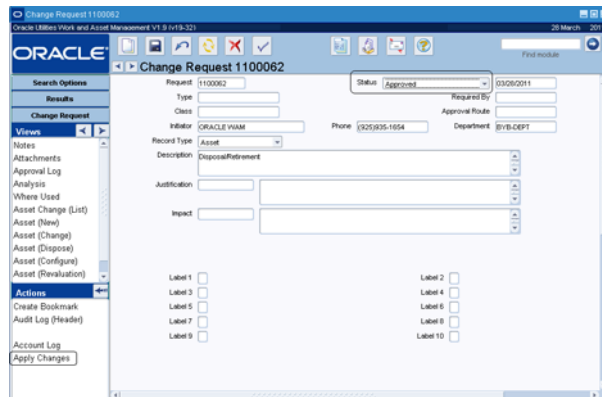 Change Request 1100062
Oracle Utilities Work and Asset Management V1.9 (v19-32)
28 March 201
ORACLE
Find module
Change Request 1100062
Search Options
Results
Change Request
Views
Notes
Attachments
Approval Log
Analysis
Where Used
Asset Change (List)
Asset (New)
Asset (Change)
Asset (Dispose)
Asset (Configure)
Asset (Revaluation)
Actions
Create Bookmark
Audit Log (Header)
Account Log
Apply Changes
Request 1100062 Status Approved 03/28/2011
Type Required By
Class Approval Route
Initiator ORACLE WAM Phone (925)935-1654 Department BYB-DEPT
Record Type Asset
Description Disposal/Retirement
Justification
Impact
Label 1 Label 2
Label 3 Label 4
Label 5 Label 6
Label 7 Label 8
Label 9 Label 10